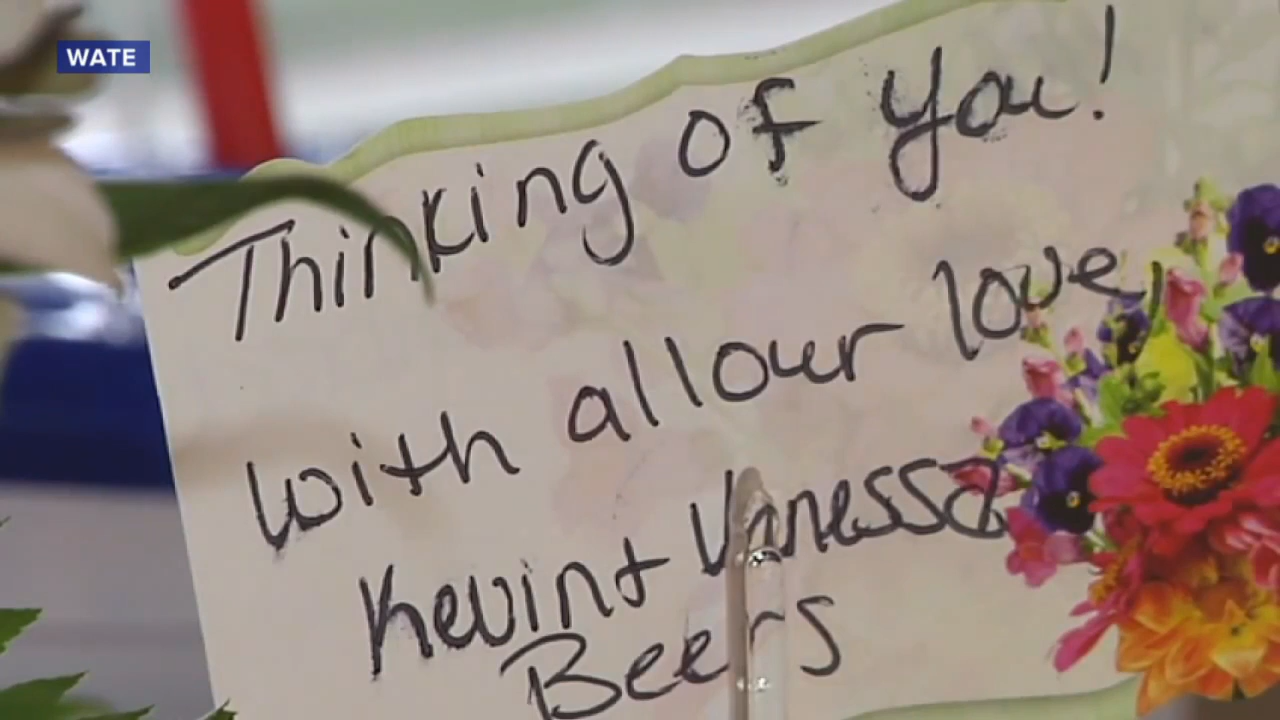 WATE
Thinking of you!
with all our love,
Kevin + Vanessa
Beers